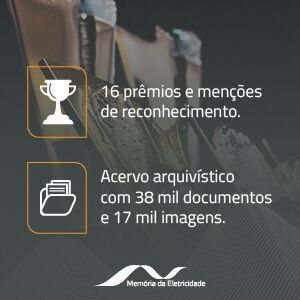 16 prêmios e menções
de reconhecimento.
Acervo arquivístico
com 38 mil documentos
e 17 mil imagens.
Memória da Eletricidade